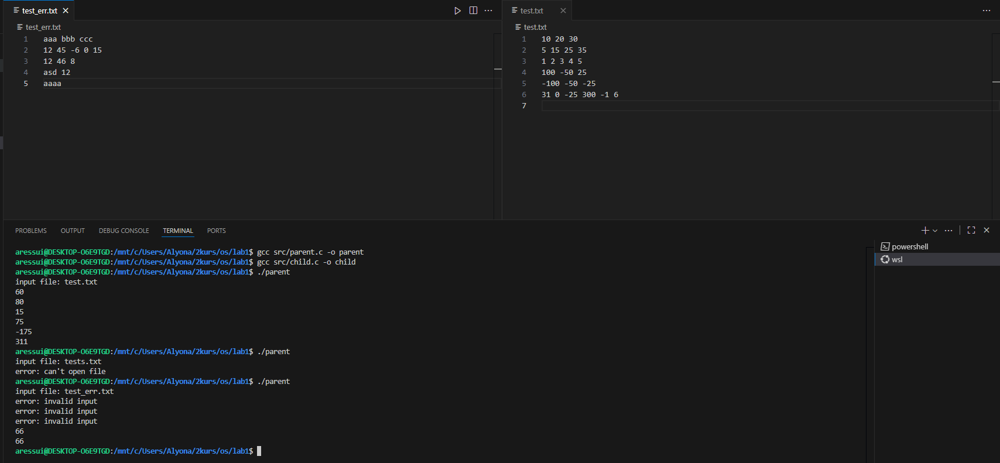 test_err.txt
test_err.txt
1 aaa bbb ccc
2 12 45 -6 0 15
3 12 46 8
4 asd 12
5 aaaa
test.txt
test.txt
1 10 20 30
2 5 15 25 35
3 1 2 3 4 5
4 100 -50 25
5 -100 -50 -25
6 31 0 -25 300 -1 6
7
PROBLEMS OUTPUT DEBUG CONSOLE TERMINAL PORTS
aressui@DESKTOP-O6E9TGD:/mnt/c/Users/Alyona/2kurs/os/lab1$ gcc src/parent.c -o parent
aressui@DESKTOP-O6E9TGD:/mnt/c/Users/Alyona/2kurs/os/lab1$ gcc src/child.c -o child
aressui@DESKTOP-O6E9TGD:/mnt/c/Users/Alyona/2kurs/os/lab1$ ./parent
input file: test.txt
60
80
15
75
-175
311
aressui@DESKTOP-O6E9TGD:/mnt/c/Users/Alyona/2kurs/os/lab1$ ./parent
input file: tests.txt
error: can't open file
aressui@DESKTOP-O6E9TGD:/mnt/c/Users/Alyona/2kurs/os/lab1$ ./parent
input file: test_err.txt
error: invalid input
error: invalid input
error: invalid input
66
66
aressui@DESKTOP-O6E9TGD:/mnt/c/Users/Alyona/2kurs/os/lab1$
powershell
wsl